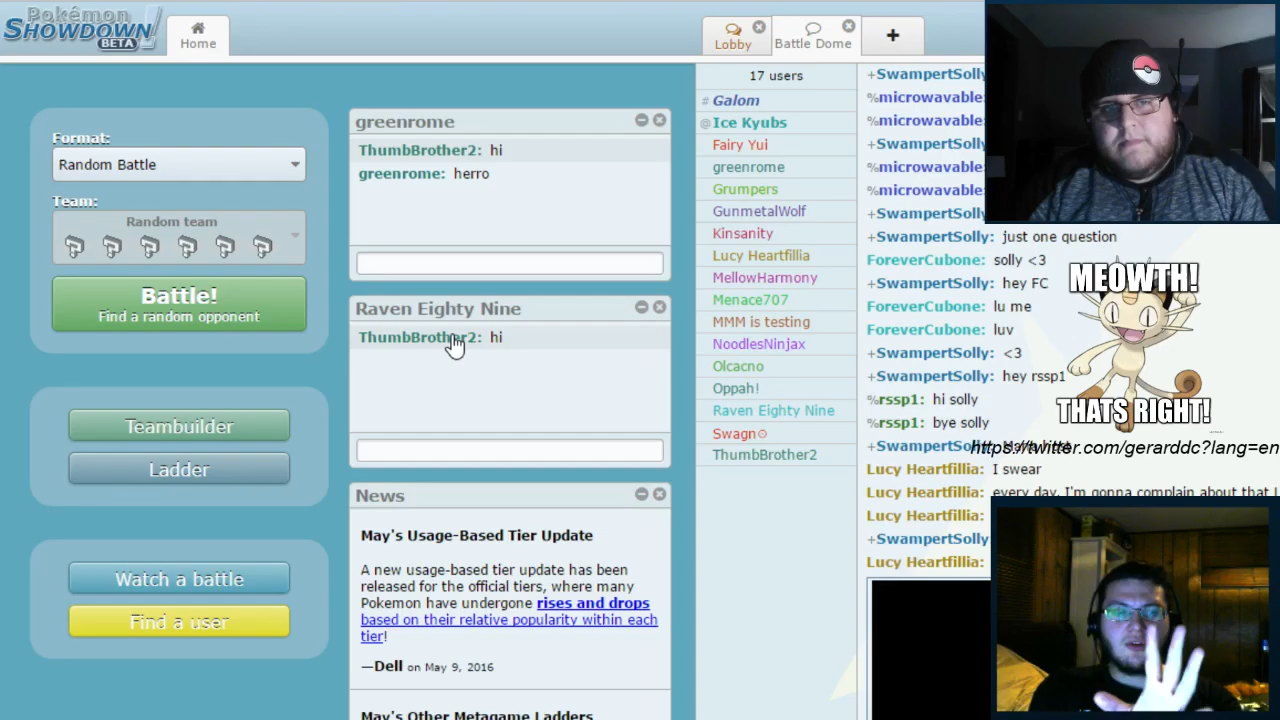 Pokémon
SHOWDOWN!
BETA
Home
Lobby
Battle Dome
+
Format:
Random Battle
Team:
Random team
Battle!
Find a random opponent
Teambuilder
Ladder
Watch a battle
Find a user
greenrome
ThumbBrother2: hi
greenrome: herro
Raven Eighty Nine
ThumbBrother2: hi
News
May's Usage-Based Tier Update
A new usage-based tier update has been
released for the official tiers, where many
Pokemon have undergone rises and drops
based on their relative popularity within each
tier!
—Dell on May 9, 2016
May's Other Metagame Ladders
17 users
#Galom
@Ice Kyubs
Fairy Yui
greenrome
Grumpers
GunmetalWolf
Kinsanity
Lucy Heartfillia
MellowHarmony
Menace707
MMM is testing
NoodlesNinjax
Olcacno
Oppah!
Raven Eighty Nine
Swagn⊙
ThumbBrother2
+SwampertSolly
%microwavable:
%microwavable:
+SwampertSolly
%microwavable:
%microwavable:
+SwampertSolly
+SwampertSolly: just one question
ForeverCubone: solly <3
+SwampertSolly: hey FC
ForeverCubone: lu me
ForeverCubone: luv
+SwampertSolly: <3
+SwampertSolly: hey rssp1
%rssp1: hi solly
%rssp1: bye solly
+SwampertSolly:
Lucy Heartfillia: I swear
Lucy Heartfillia: every day, I'm gonna complain about that
Lucy Heartfillia:
+SwampertSolly:
Lucy Heartfillia:
MEOWTH!
THATS RIGHT!
https://twitter.com/gerarddc?lang=en